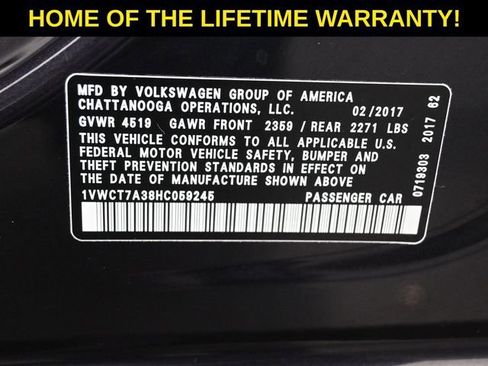 HOME OF THE LIFETIME WARRANTY!
MFD BY VOLKSWAGEN GROUP OF AMERICA
CHATTANOOGA OPERATIONS, LLC. 02/2017
GVWR 4519 GAWR FRONT 2359 / REAR 2271 LBS
THIS VEHICLE CONFORMS TO ALL APPLICABLE U.S.
FEDERAL MOTOR VEHICLE SAFETY, BUMPER AND
THEFT PREVENTION STANDARDS IN EFFECT ON
THE DATE OF MANUFACTURE SHOWN ABOVE.
1VWCT7A38HC059245 PASSENGER CAR
0719303 2017 62